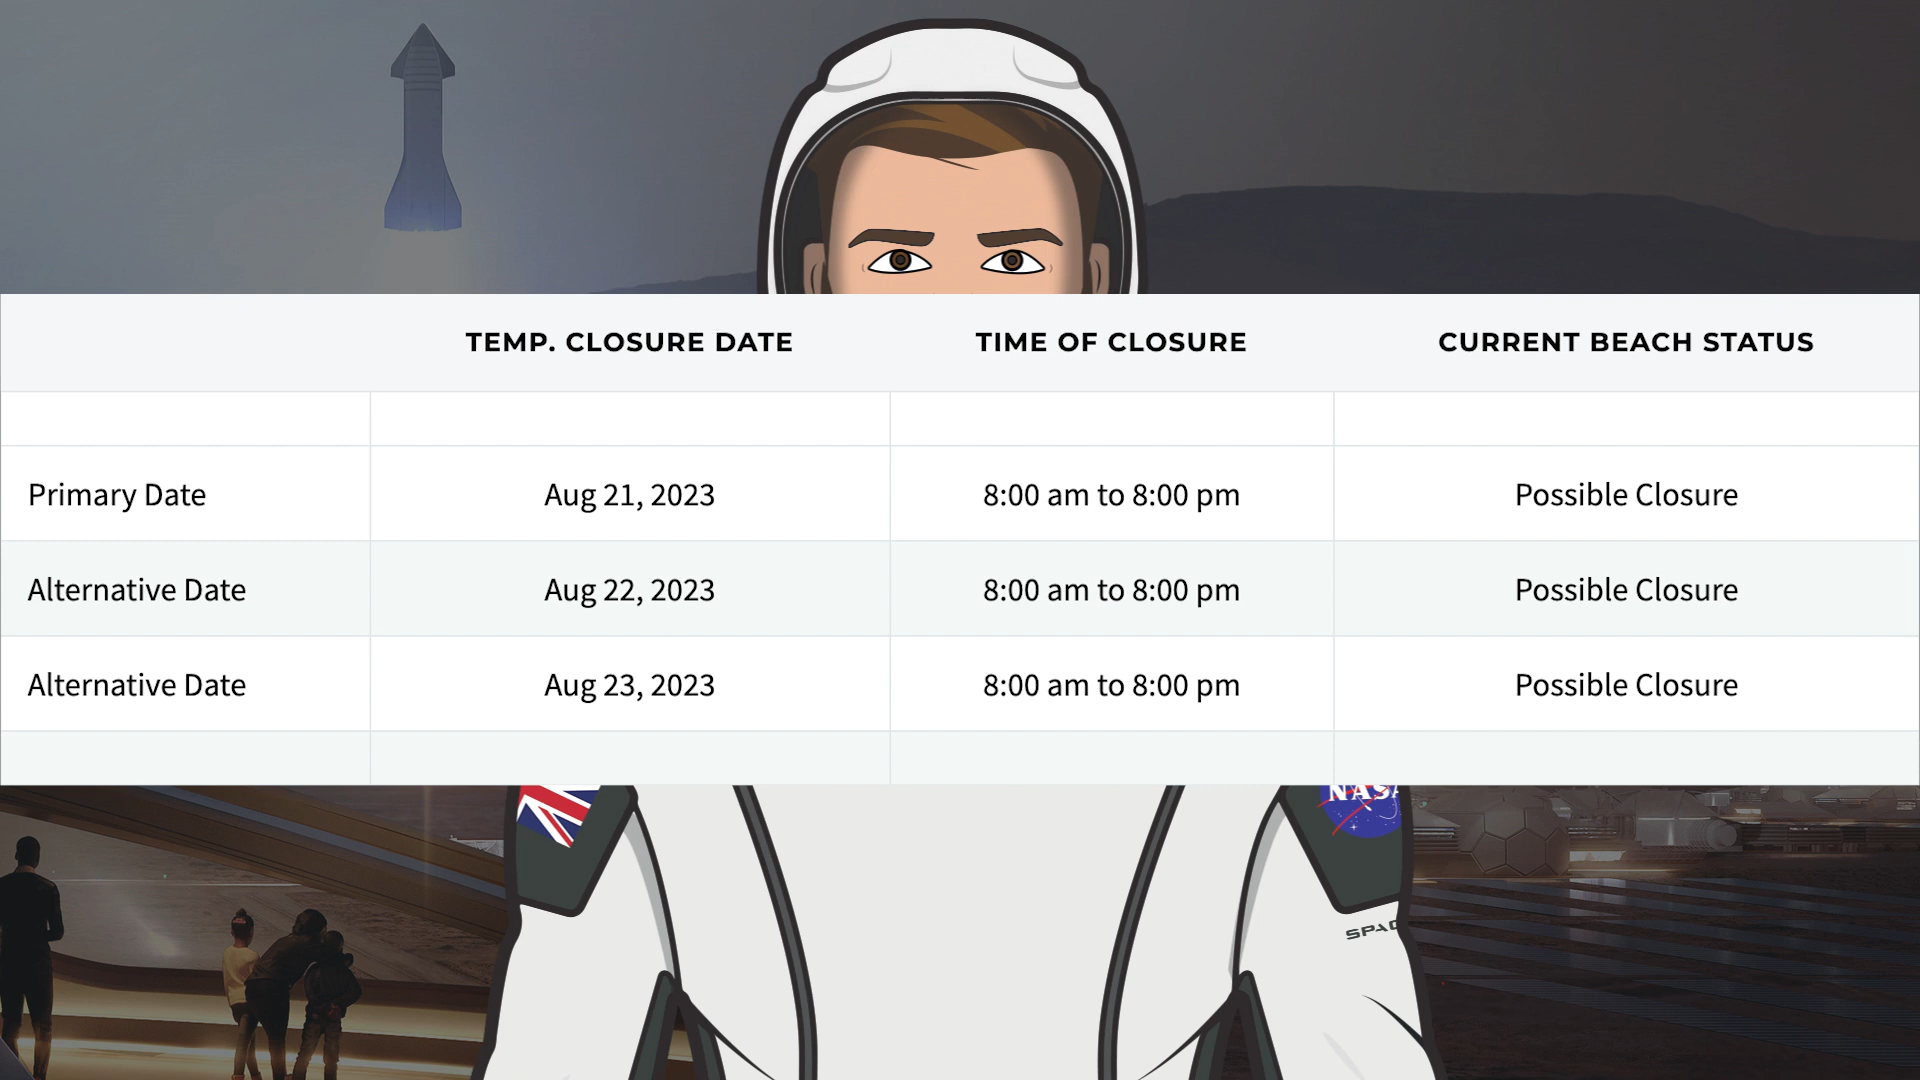 TEMP. CLOSURE DATE TIME OF CLOSURE CURRENT BEACH STATUS
Primary Date Aug 21, 2023 8:00 am to 8:00 pm Possible Closure
Alternative Date Aug 22, 2023 8:00 am to 8:00 pm Possible Closure
Alternative Date Aug 23, 2023 8:00 am to 8:00 pm Possible Closure
NASA
SPAC